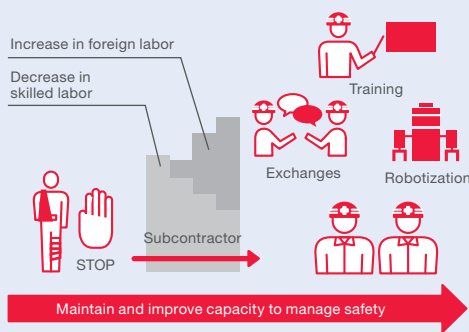 Increase in foreign labor
Decrease in
skilled labor
Training
Exchanges
Robotization
Subcontractor
STOP
Maintain and improve capacity to manage safety